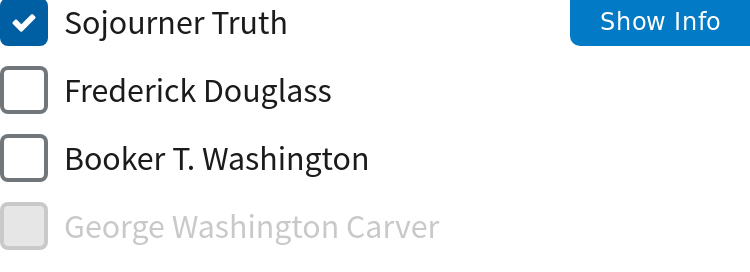 Sojourner Truth
Show Info
Frederick Douglass
Booker T. Washington
George Washington Carver